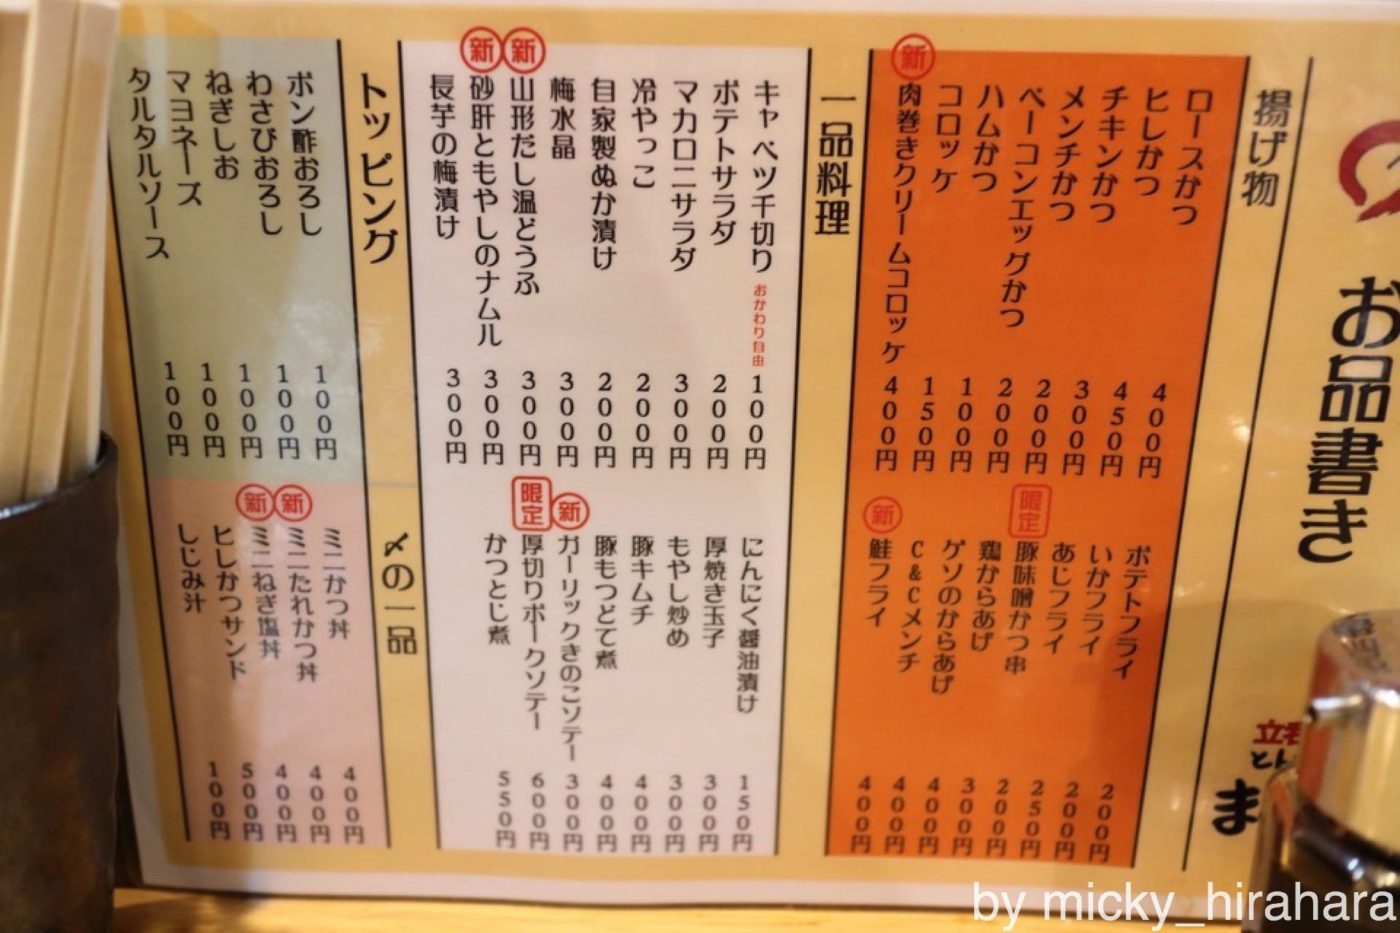 お品書き
立呑
とん
ま
揚げ物
ロースかつ 400円
ヒレかつ 450円
チキンかつ 300円
メンチかつ 200円
ベーコンエッグかつ 200円
ハムかつ 100円
コロッケ 150円
新 肉巻きクリームコロッケ 400円
ポテトフライ 200円
いかフライ 200円
あじフライ 250円
限定 豚味噌かつ串 200円
鶏からあげ 300円
ゲソのからあげ 400円
C&Cメンチ 400円
新 鮭フライ 400円
一品料理
キャベツ千切り おかわり自由 100円
ポテトサラダ 200円
マカロニサラダ 300円
冷やっこ 200円
自家製ぬか漬け 200円
梅水晶 300円
新 山形だし温どうふ 300円
新 砂肝ともやしのナムル 300円
長芋の梅漬け 300円
にんにく醤油漬け 150円
厚焼き玉子 300円
もやし炒め 300円
豚キムチ 400円
豚もつとて煮 400円
新 ガーリックきのこソテー 300円
限定 厚切りポークソテー 600円
かつとじ煮 550円
トッピング
ポン酢おろし 100円
わさびおろし 100円
ねぎしお 100円
マヨネーズ 100円
タルタルソース 100円
〆の一品
ミニかつ丼 400円
新 ミニたれかつ丼 400円
新 ミニねぎ塩丼 400円
ヒレかつサンド 500円
しじみ汁 100円
by micky_hirahara